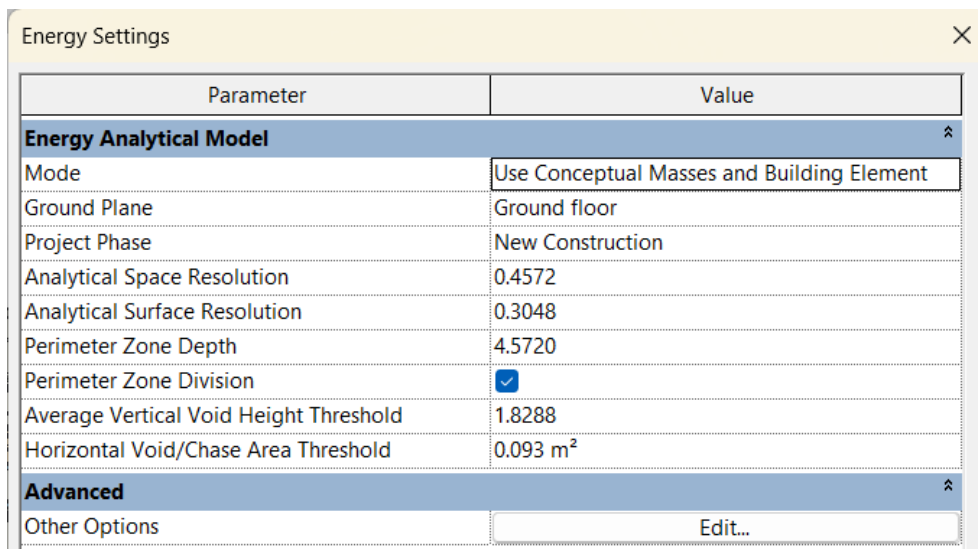 Energy Settings
Parameter Value
Energy Analytical Model
Mode Use Conceptual Masses and Building Element
Ground Plane Ground floor
Project Phase New Construction
Analytical Space Resolution 0.4572
Analytical Surface Resolution 0.3048
Perimeter Zone Depth 4.5720
Perimeter Zone Division
Average Vertical Void Height Threshold 1.8288
Horizontal Void/Chase Area Threshold 0.093 m²
Advanced
Other Options Edit...